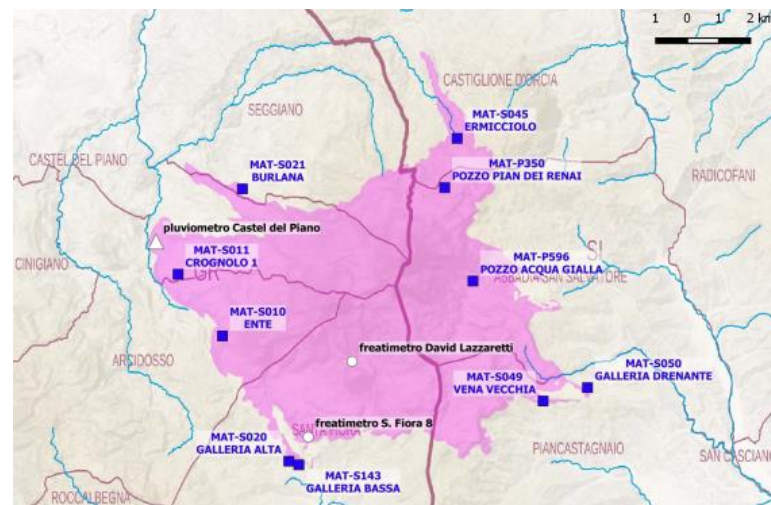 1 0 1 2 km
CASTIGLIONE D'ORCIA
SEGGIANO
MAT-S045
ERMICCIOLO
MAT-S021
BURLANA
MAT-P350
POZZO PIAN DEI RENAI
CASTEL DEL PIANO
RADICOFANI
pluviometro Castel del Piano
MAT-S011
CROGNOLO 1
GR
CINIGIANO
MAT-P596
POZZO ACQUA GIALLA
SI
ABBADIA SAN SALVATORE
MAT-S010
ENTE
freatimetro David Lazzaretti
ARCIDOSSO
MAT-S049
VENA VECCHIA
MAT-S050
GALLERIA DRENANTE
freatimetro S. Fiora 8
SANTA FIORA
MAT-S020
GALLERIA ALTA
PIANCASTAGNAIO
SAN CASCIANO
MAT-S143
GALLERIA BASSA
ROCCALBEGNA